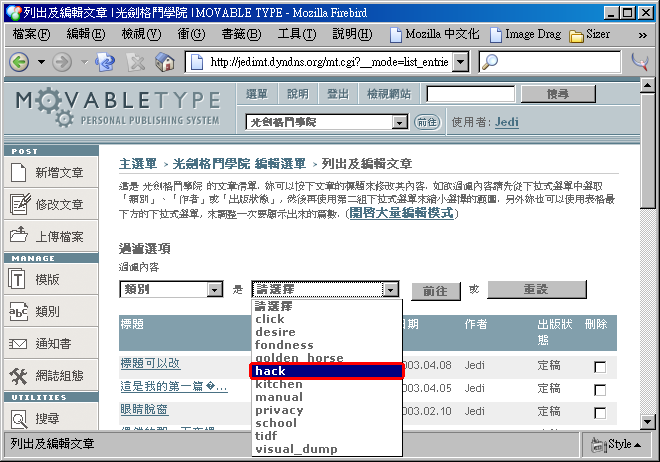 列出及編輯文章 | 光劍格鬥學院 | MOVABLE TYPE - Mozilla Firebird
檔案(F) 編輯(E) 檢視(V) 衝(G) 書籤(B) 工具(T) 說明(H) Mozilla 中文化 Image Drag Sizer
http://jedimt.dyndns.org/mt.cgi?__mode=list_entrie
MOVABLETYPE
PERSONAL PUBLISHING SYSTEM
選單 說明 登出 檢視網站 搜尋
光劍格鬥學院 前往 使用者: Jedi
POST
新增文章
修改文章
上傳檔案
MANAGE
模版
類別
通知書
網誌組態
UTILITIES
搜尋
主選單 > 光劍格鬥學院 編輯選單 > 列出及編輯文章
這是 光劍格鬥學院 的文章清單. 妳可以按下文章的標題來修改其內容. 如欲過濾內容請先從下拉式選單中選取
「類別」、「作者」或「出版狀態」, 然後再使用第二組下拉式選單來縮小選擇的範圍. 另外妳也可以使用表格最
下方的下拉式選單, 來調整一次要顯示出來的篇數. (開啓大量編輯模式)
過濾選項
過濾內容
類別 是 請選擇 前往 或 重設
請選擇
click
desire
fondness
golden_horse
hack
kitchen
manual
privacy
school
tidf
visual_dump
標題 日期 作者 出版狀態 刪除
標題可以改 003.04.08 Jedi 定稿
這是我的第一篇�... 003.04.05 Jedi 定稿
眼睛脫窗 003.02.10 Jedi 定稿
列出及編輯文章 Style